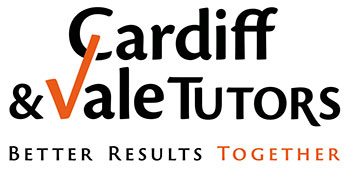 Cardiff
& Vale TUTORS
BETTER RESULTS TOGETHER